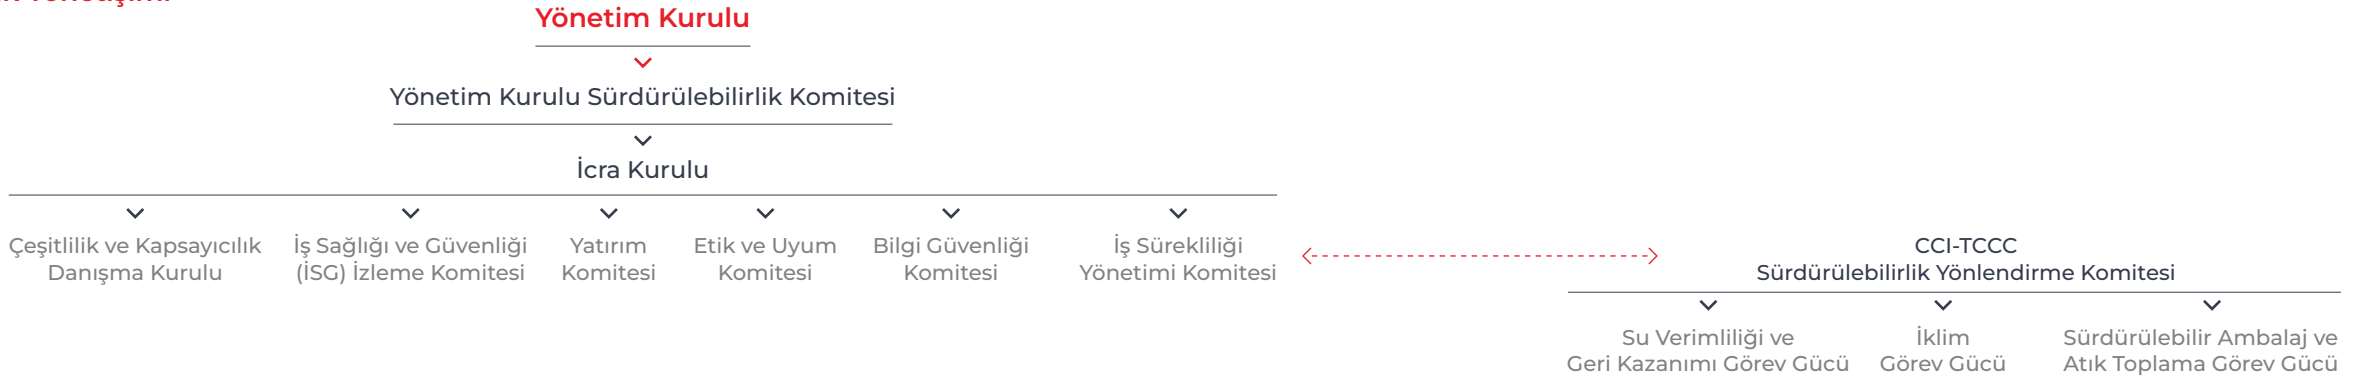 Yönetim Kurulu
Yönetim Kurulu Sürdürülebilirlik Komitesi
İcra Kurulu
Çeşitlilik ve Kapsayıcılık
Danışma Kurulu
İş Sağlığı ve Güvenliği
(İSG) İzleme Komitesi
Yatırım
Komitesi
Etik ve Uyum
Komitesi
Bilgi Güvenliği
Komitesi
İş Sürekliliği
Yönetimi Komitesi
CCI-TCCC
Sürdürülebilirlik Yönlendirme Komitesi
Su Verimliliği ve
Geri Kazanımı Görev Gücü
İklim
Görev Gücü
Sürdürülebilir Ambalaj ve
Atık Toplama Görev Gücü